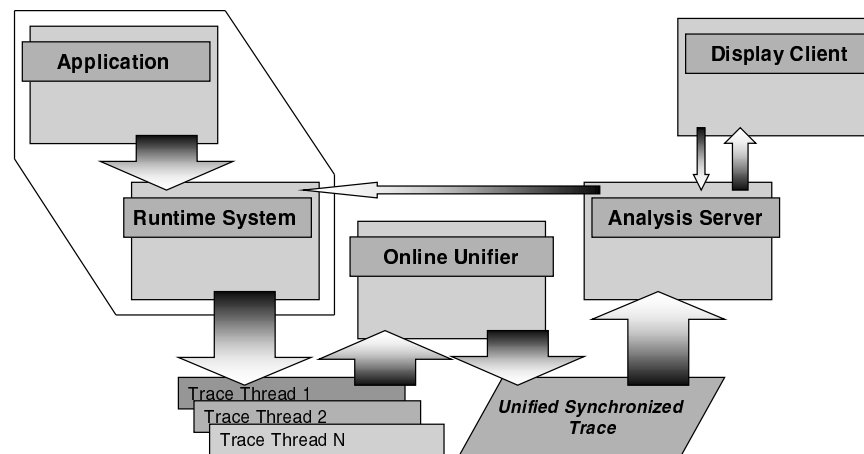 Application
Display Client
Runtime System
Analysis Server
Online Unifier
Trace Thread 1
Trace Thread 2
Trace Thread N
Unified Synchronized
Trace